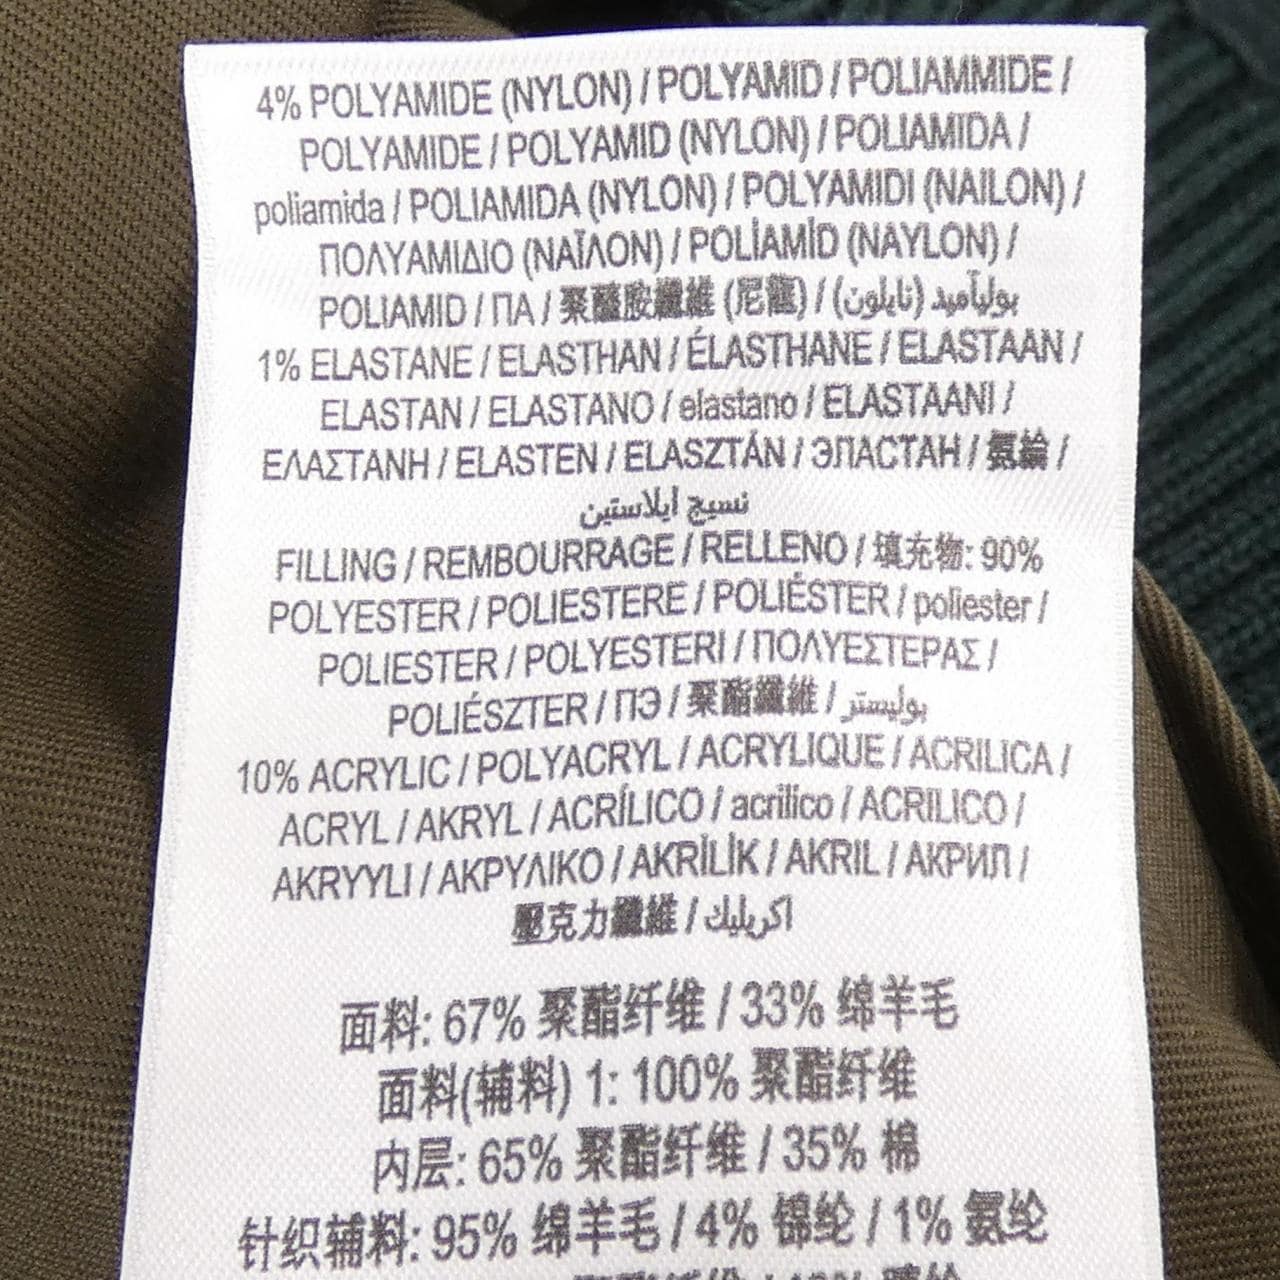 4% POLYAMIDE (NYLON) / POLYAMID / POLIAMMIDE /
POLYAMIDE / POLYAMID (NYLON) / POLIAMIDA /
poliamida / POLIAMIDA (NYLON) / POLYAMIDI (NAILON) /
ΠΟΛΥΑΜΙΔΙΟ (ΝΑΪΛΟΝ) / POLİAMİD (NAYLON) /
POLIAMID / ПА / 聚醯胺纖維 (尼龍) / بوليآميد (نايلون)
1% ELASTANE / ELASTHAN / ÉLASTHANE / ELASTAAN /
ELASTAN / ELASTANO / elastano / ELASTAANI /
ΕΛΑΣΤΑΝΗ / ELASTEN / ELASZTÁN / ЭЛАСТАН / 氨綸 /
نسيج ايلاستين
FILLING / REMBOURRAGE / RELLENO / 填充物: 90%
POLYESTER / POLIESTERE / POLIÉSTER / poliester /
POLIESTER / POLYESTERI / ΠΟΛΥΕΣΤΕΡΑΣ /
POLIÉSZTER / ПЭ / 聚酯纖維 / بوليستر
10% ACRYLIC / POLYACRYL / ACRYLIQUE / ACRILICA /
ACRYL / AKRYL / ACRÍLICO / acrilico / ACRILICO /
AKRYYLI / ΑΚΡΥΛΙΚΟ / AKRİLİK / AKRIL / АКРИЛ /
壓克力纖維 / اكريليك
面料: 67% 聚酯纤维 / 33% 绵羊毛
面料(辅料) 1: 100% 聚酯纤维
内层: 65% 聚酯纤维 / 35% 棉
针织辅料: 95% 绵羊毛 / 4% 锦纶 / 1% 氨纶